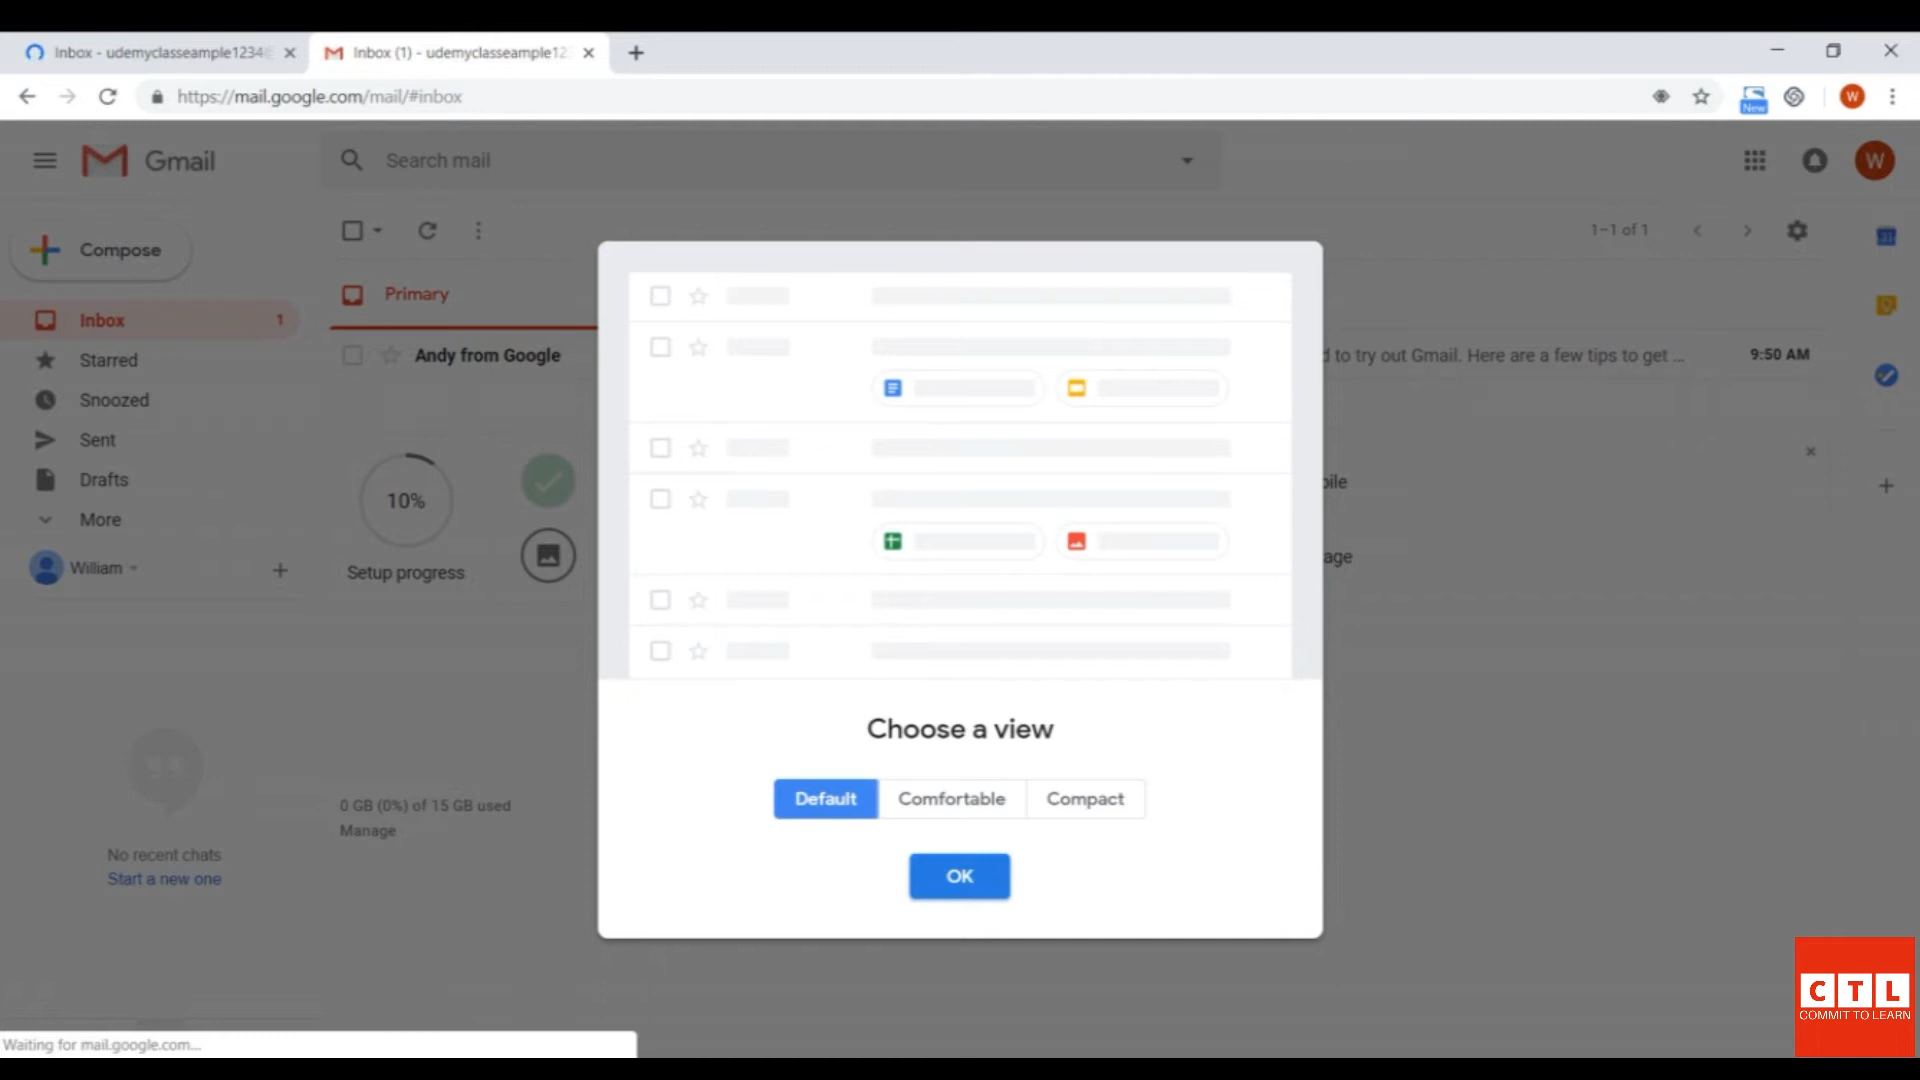 Inbox - udemyclasseample1234
Inbox (1) - udemyclasseample12
https://mail.google.com/mail/#inbox
New
W
Gmail
Search mail
W
Compose
1-1 of 1
Primary
Inbox 1
Andy from Google
d to try out Gmail. Here are a few tips to get ...
9:50 AM
Starred
Snoozed
Sent
Drafts
More
William
10%
Setup progress
bile
age
Choose a view
Default
Comfortable
Compact
OK
0 GB (0%) of 15 GB used
Manage
No recent chats
Start a new one
CTL
COMMIT TO LEARN
Waiting for mail.google.com...